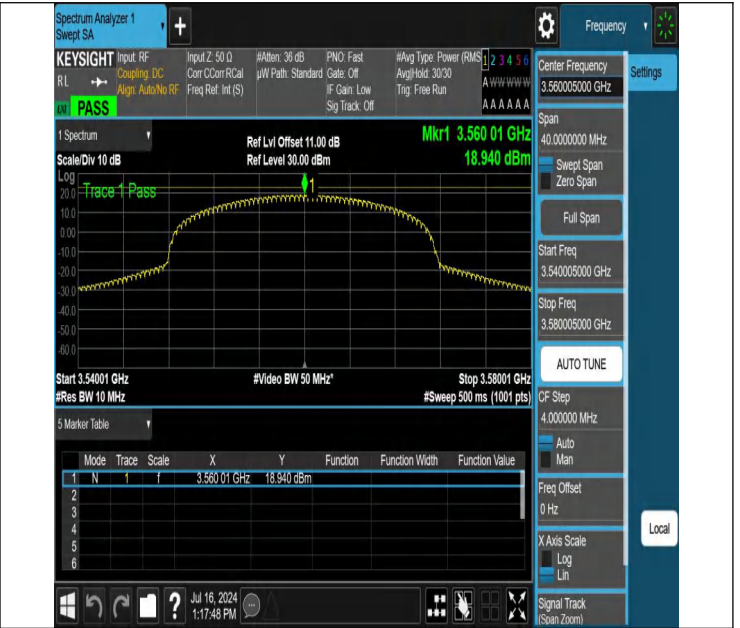 Spectrum Analyzer 1
Swept SA
+
Frequency
KEYSIGHT
RL
LXI
PASS
Input: RF
Coupling: DC
Align: Auto/No RF
Input Z: 50 Ω
Corr CCorr RCal
Freq Ref: Int (S)
#Atten: 36 dB
µW Path: Standard
PNO: Fast
Gate: Off
IF Gain: Low
Sig Track: Off
#Avg Type: Power (RMS
Avg|Hold: 30/30
Trig: Free Run
1 2 3 4 5 6
A W W W W W
A A A A A A
1 Spectrum
Scale/Div 10 dB
Ref Lvl Offset 11.00 dB
Ref Level 30.00 dBm
Mkr1 3.560 01 GHz
18.940 dBm
Log
Trace 1 Pass
1
20.0
10.0
0.00
-10.0
-20.0
-30.0
-40.0
-50.0
-60.0
Start 3.54001 GHz
#Res BW 10 MHz
#Video BW 50 MHz*
Stop 3.58001 GHz
#Sweep 500 ms (1001 pts)
5 Marker Table
Mode Trace Scale X Y Function Function Width Function Value
1 N 1 f 3.560 01 GHz 18.940 dBm
2
3
4
5
6
Jul 16, 2024
1:17:48 PM
?
Center Frequency
3.560005000 GHz
Span
40.0000000 MHz
Swept Span
Zero Span
Full Span
Start Freq
3.540005000 GHz
Stop Freq
3.580005000 GHz
AUTO TUNE
CF Step
4.000000 MHz
Auto
Man
Freq Offset
0 Hz
X Axis Scale
Log
Lin
Signal Track
(Span Zoom)
Settings
Local